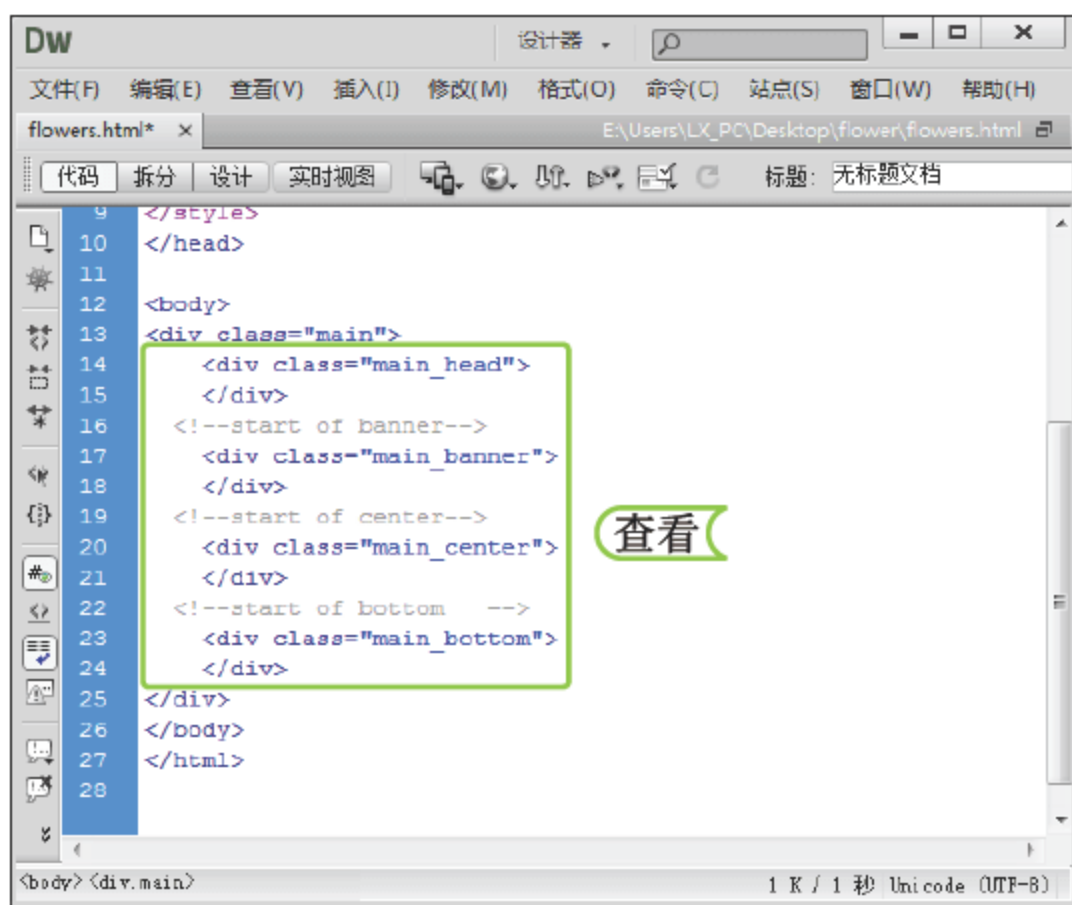 Dw 设计器
文件(F) 编辑(E) 查看(V) 插入(I) 修改(M) 格式(O) 命令(C) 站点(S) 窗口(W) 帮助(H)
flowers.html* × E:\Users\LX_PC\Desktop\flower\flowers.html
代码 拆分 设计 实时视图 标题: 无标题文档
9 </style>
10 </head>
11
12 <body>
13 <div class="main">
14 <div class="main_head">
15 </div>
16 <!--start of banner-->
17 <div class="main_banner">
18 </div>
19 <!--start of center-->
20 <div class="main_center">
21 </div>
22 <!--start of bottom -->
23 <div class="main_bottom">
24 </div>
25 </div>
26 </body>
27 </html>
28
查看
<body> <div.main> 1 K / 1 秒 Unicode (UTF-8)